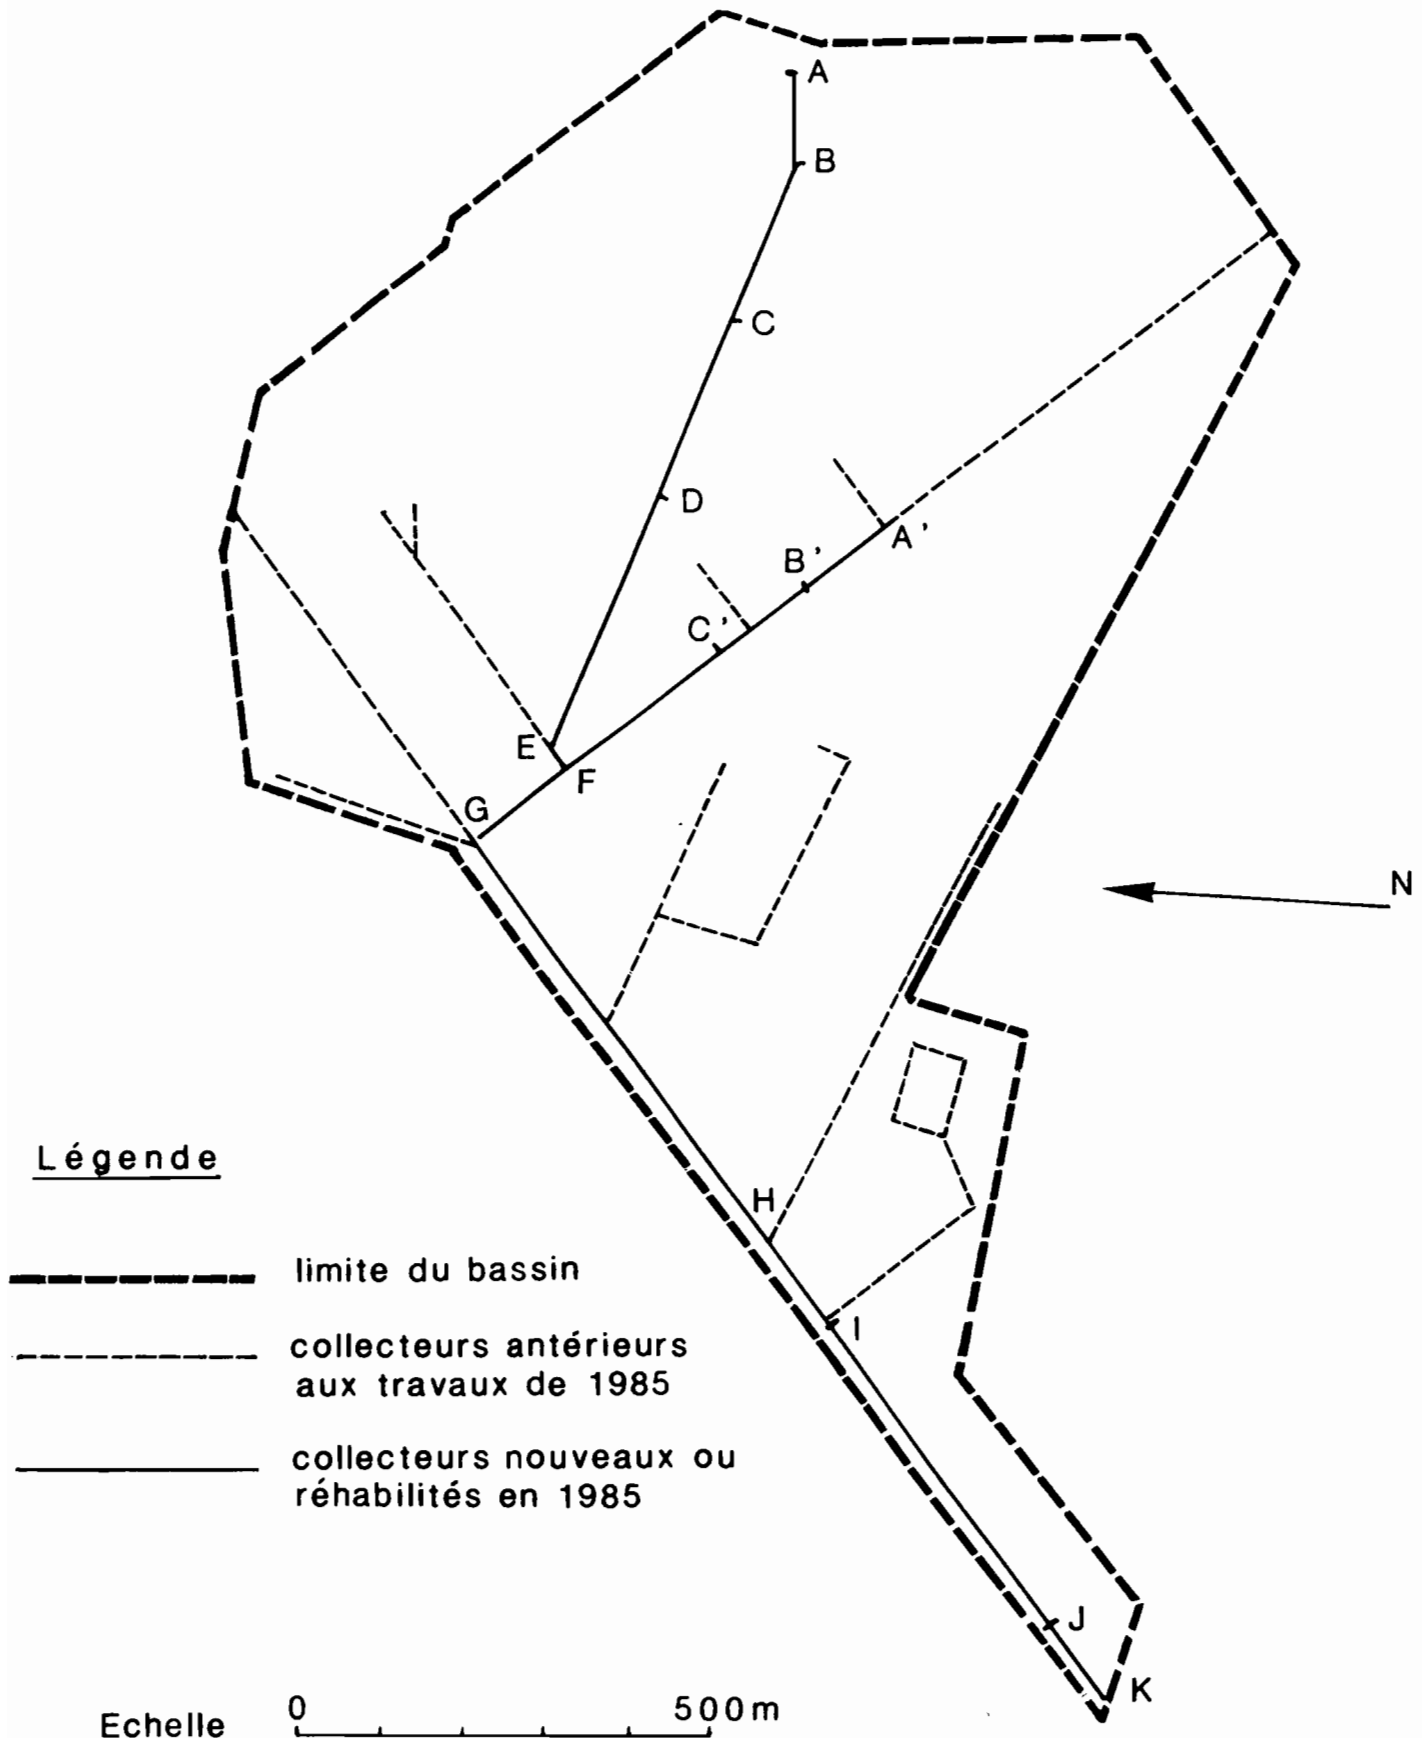 A
B
C
D
A'
B'
C'
E
F
G
N
H
I
J
K
Légende
limite du bassin
collecteurs antérieurs
aux travaux de 1985
collecteurs nouveaux ou
réhabilités en 1985
Echelle 0 500m